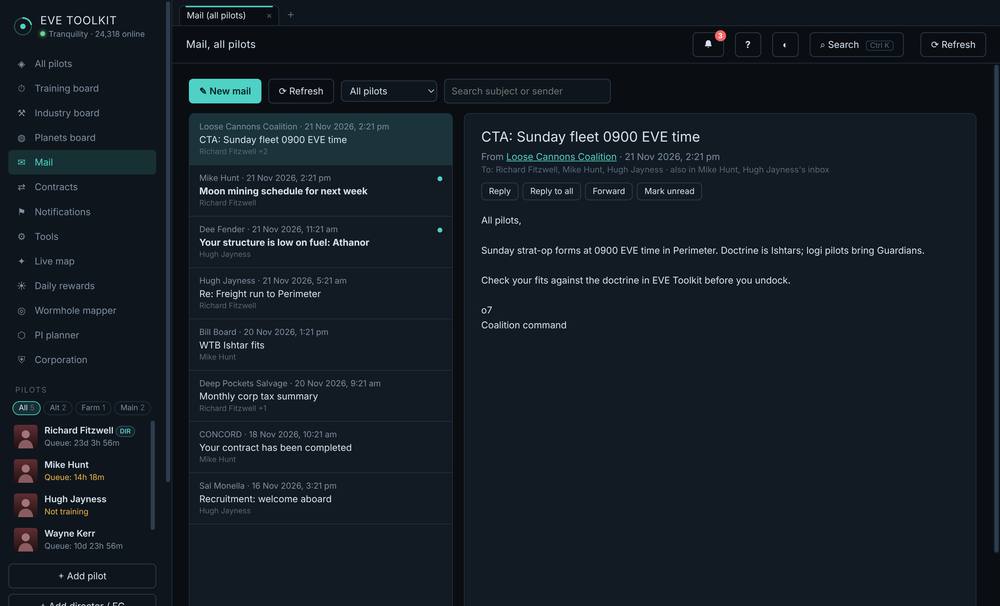 EVE TOOLKIT
Tranquility · 24,318 online
All pilots
Training board
Industry board
Planets board
Mail
Contracts
Notifications
Tools
Live map
Daily rewards
Wormhole mapper
PI planner
Corporation
PILOTS
All 5
Alt 2
Farm 1
Main 2
Richard Fitzwell DIR
Queue: 23d 3h 56m
Mike Hunt
Queue: 14h 18m
Hugh Jayness
Not training
Wayne Kerr
Queue: 10d 23h 56m
+ Add pilot
+ Add director / FC
Mail (all pilots) ×
+
Mail, all pilots
3
?
Search Ctrl K
Refresh
New mail
Refresh
All pilots
Search subject or sender
Loose Cannons Coalition · 21 Nov 2026, 2:21 pm
CTA: Sunday fleet 0900 EVE time
Richard Fitzwell +2
Mike Hunt · 21 Nov 2026, 2:21 pm
Moon mining schedule for next week
Richard Fitzwell
Dee Fender · 21 Nov 2026, 11:21 am
Your structure is low on fuel: Athanor
Hugh Jayness
Hugh Jayness · 21 Nov 2026, 5:21 am
Re: Freight run to Perimeter
Richard Fitzwell
Bill Board · 20 Nov 2026, 1:21 pm
WTB Ishtar fits
Mike Hunt
Deep Pockets Salvage · 20 Nov 2026, 9:21 am
Monthly corp tax summary
Richard Fitzwell +1
CONCORD · 18 Nov 2026, 10:21 am
Your contract has been completed
Mike Hunt
Sal Monella · 16 Nov 2026, 3:21 pm
Recruitment: welcome aboard
Hugh Jayness
CTA: Sunday fleet 0900 EVE time
From Loose Cannons Coalition · 21 Nov 2026, 2:21 pm
To: Richard Fitzwell, Mike Hunt, Hugh Jayness · also in Mike Hunt, Hugh Jayness's inbox
Reply
Reply to all
Forward
Mark unread
All pilots,
Sunday strat-op forms at 0900 EVE time in Perimeter. Doctrine is Ishtars; logi pilots bring Guardians.
Check your fits against the doctrine in EVE Toolkit before you undock.
o7
Coalition command